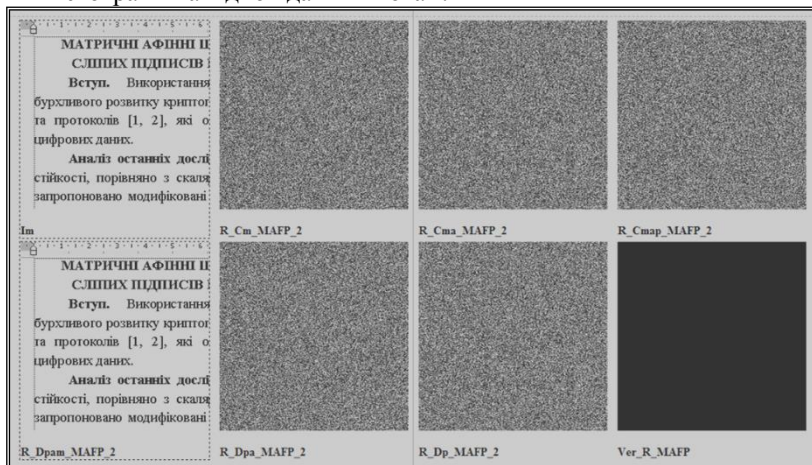 МАТРИЧНІ АФІННІ Ш
СЛІПИХ ПІДПИСІВ
Вступ. Використання
бурхливого розвитку крипто
та протоколів [1, 2], які о
цифрових даних.
Аналіз останніх дослі
стійкості, порівняно з скаля
запропоновано модифіковані
Im
R_Cm_MAFP_2
R_Cma_MAFP_2
R_Cmap_MAFP_2
МАТРИЧНІ АФІННІ Ш
СЛІПИХ ПІДПИСІВ
Вступ. Використання
бурхливого розвитку крипто
та протоколів [1, 2], які о
цифрових даних.
Аналіз останніх дослі
стійкості, порівняно з скаля
запропоновано модифіковані
R_Dpam_MAFP_2
R_Dpa_MAFP_2
R_Dp_MAFP_2
Ver_R_MAFP